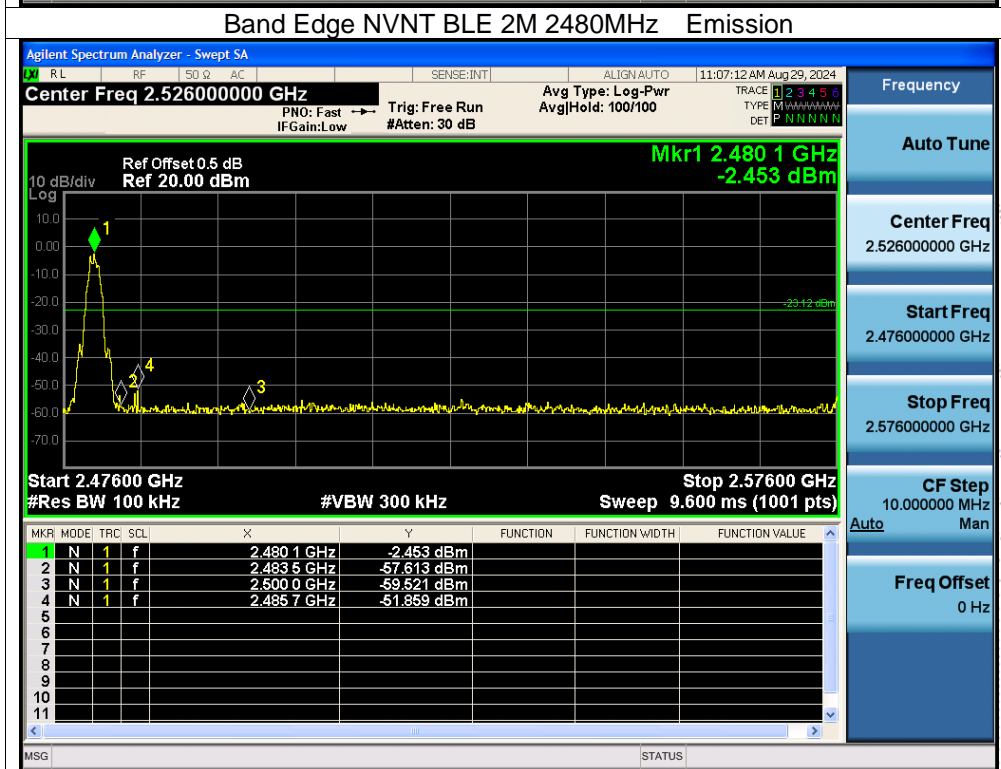 Band Edge NVNT BLE 2M 2480MHz Emission
Agilent Spectrum Analyzer - Swept SA
LXI RL RF 50 Ω AC SENSE:INT ALIGN AUTO 11:07:12 AM Aug 29, 2024
Center Freq 2.526000000 GHz
PNO: Fast
IFGain:Low
Trig: Free Run
#Atten: 30 dB
Avg Type: Log-Pwr
Avg|Hold: 100/100
TRACE 1 2 3 4 5 6
TYPE M WWWWW
DET P N N N N N
Ref Offset 0.5 dB
10 dB/div Ref 20.00 dBm
Log
Mkr1 2.480 1 GHz
-2.453 dBm
10.0
0.00
-10.0
-20.0
-30.0
-40.0
-50.0
-60.0
-70.0
1
2
4
3
-23.12 dBm
Start 2.47600 GHz Stop 2.57600 GHz
#Res BW 100 kHz #VBW 300 kHz Sweep 9.600 ms (1001 pts)
MKR MODE TRC SCL X Y FUNCTION FUNCTION WIDTH FUNCTION VALUE
1 N 1 f 2.480 1 GHz -2.453 dBm
2 N 1 f 2.483 5 GHz -57.613 dBm
3 N 1 f 2.500 0 GHz -59.521 dBm
4 N 1 f 2.485 7 GHz -51.859 dBm
5
6
7
8
9
10
11
MSG STATUS
Frequency
Auto Tune
Center Freq
2.526000000 GHz
Start Freq
2.476000000 GHz
Stop Freq
2.576000000 GHz
CF Step
10.000000 MHz
Auto Man
Freq Offset
0 Hz